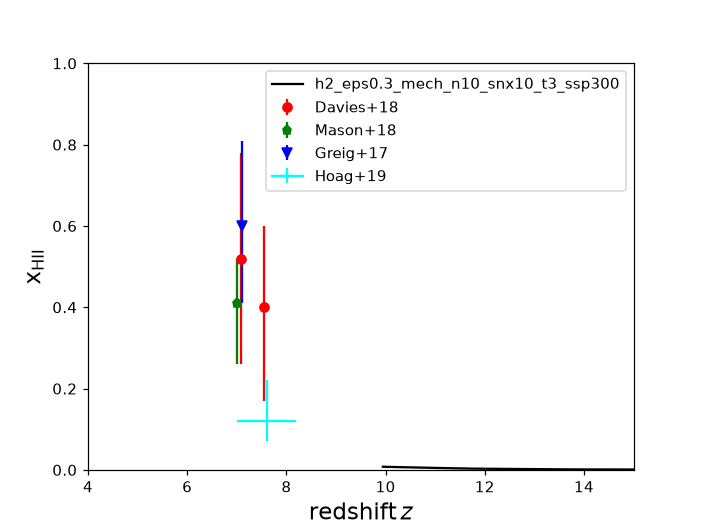 1.0
0.8
0.6
0.4
0.2
0.0
4 6 8 10 12 14
redshift z
xHII
h2_eps0.3_mech_n10_snx10_t3_ssp300
Davies+18
Mason+18
Greig+17
Hoag+19